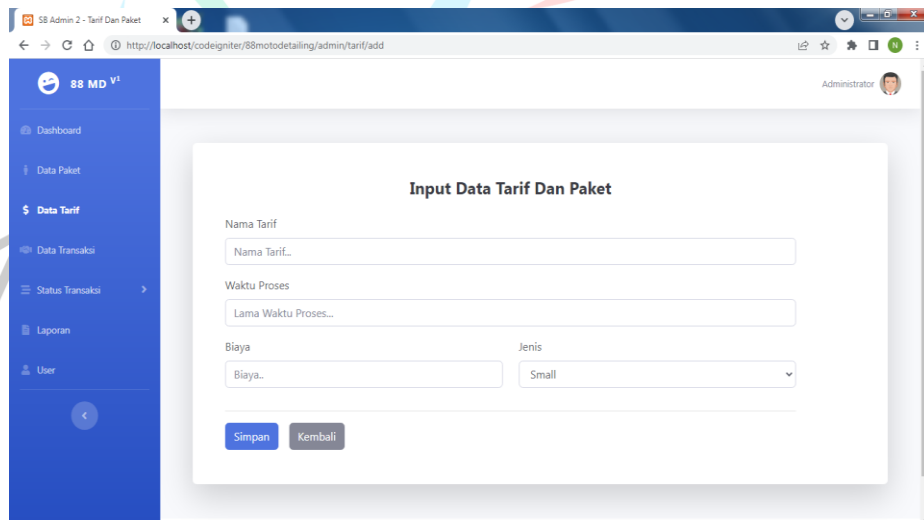 SB Admin 2 - Tarif Dan Paket
http://localhost/codeigniter/88motodetailing/admin/tarif/add
N
88 MD V1
Administrator
Dashboard
Data Paket
$ Data Tarif
Data Transaksi
Status Transaksi
Laporan
User
Input Data Tarif Dan Paket
Nama Tarif
Nama Tarif...
Waktu Proses
Lama Waktu Proses...
Biaya Jenis
Biaya.. Small
Simpan Kembali